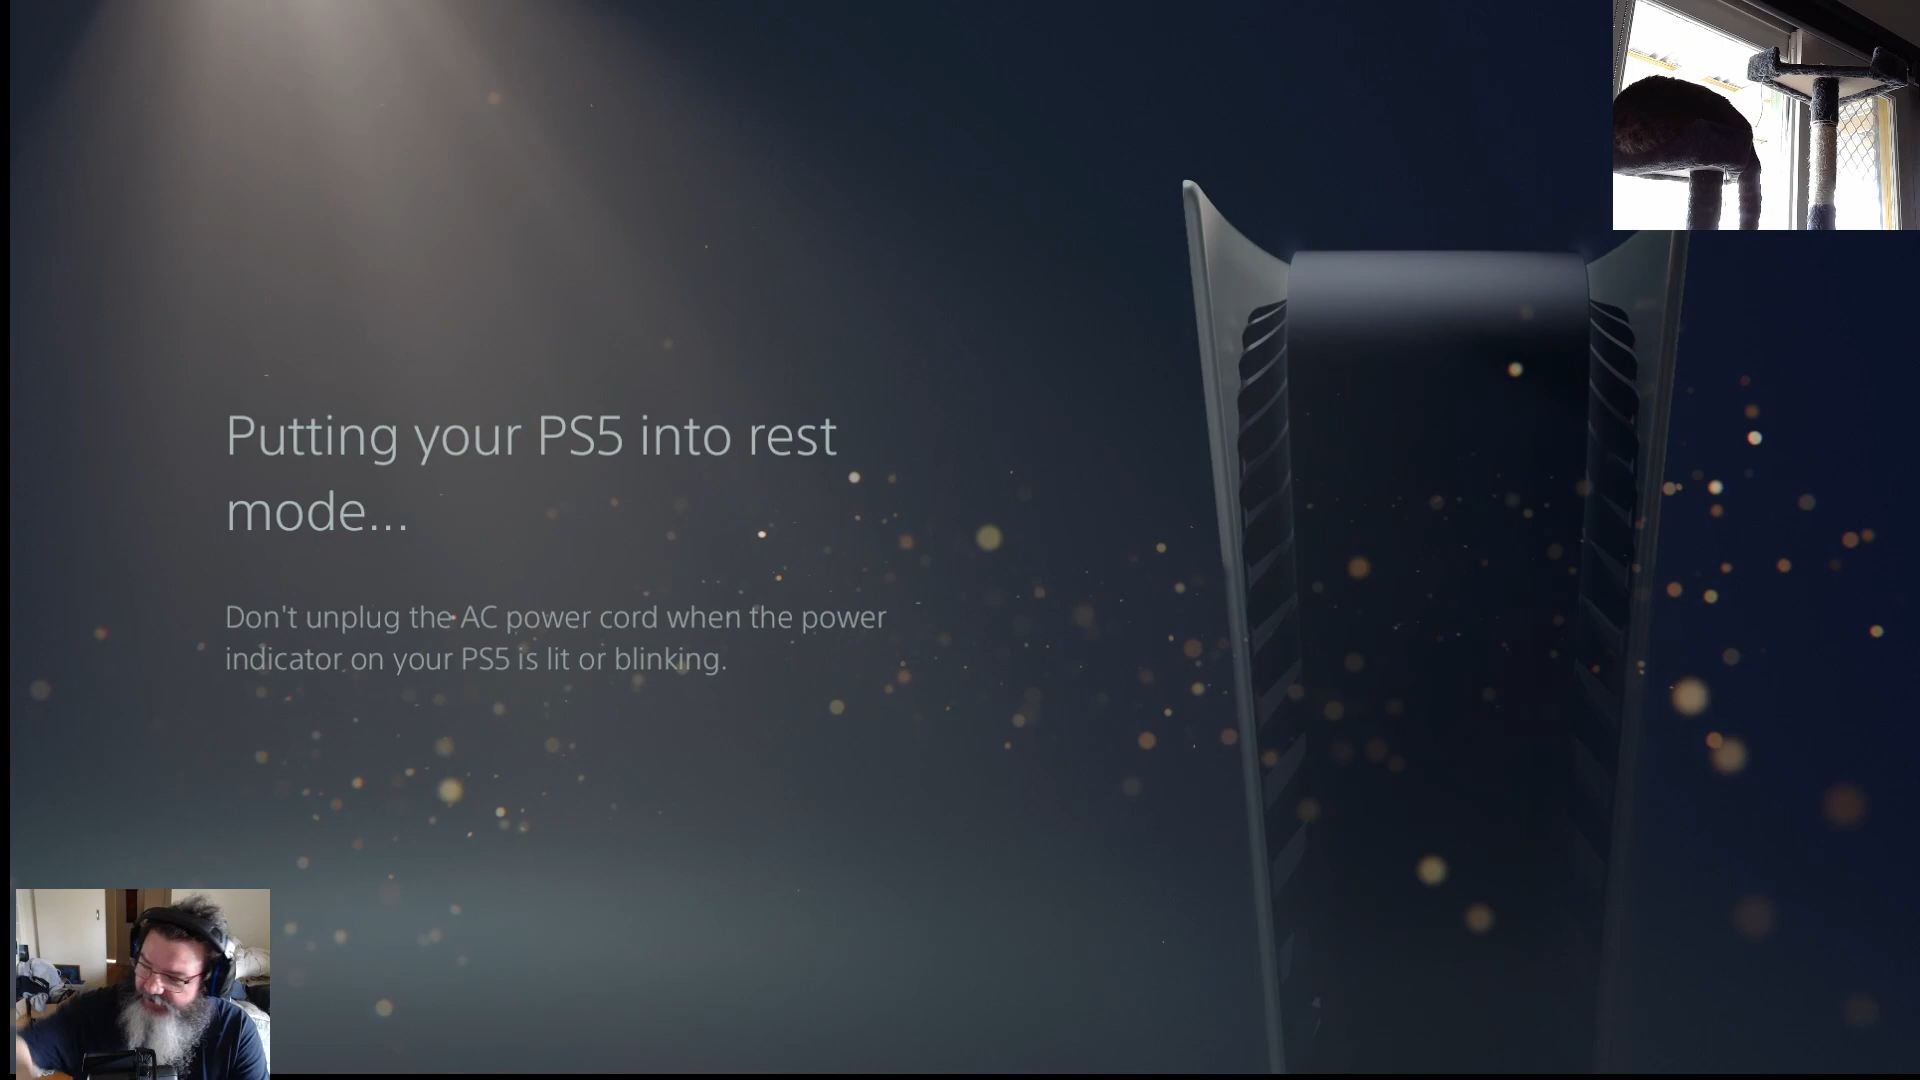 Putting your PS5 into rest
mode...
Don't unplug the AC power cord when the power
indicator on your PS5 is lit or blinking.